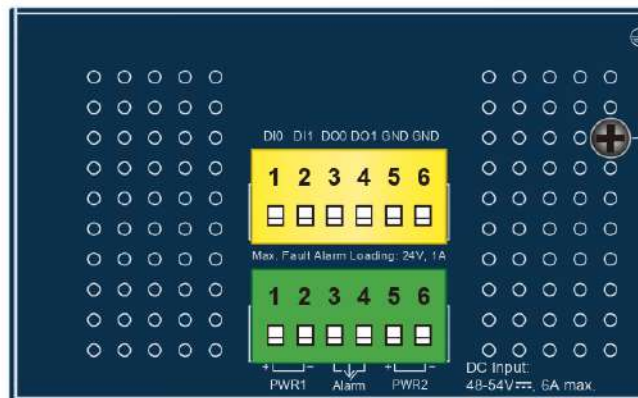 DI0 DI1 DO0 DO1 GND GND
1 2 3 4 5 6
Max. Fault Alarm Loading: 24V, 1A
1 2 3 4 5 6
+ − + −
PWR1 Alarm PWR2
DC Input:
48-54V⎓, 6A max.